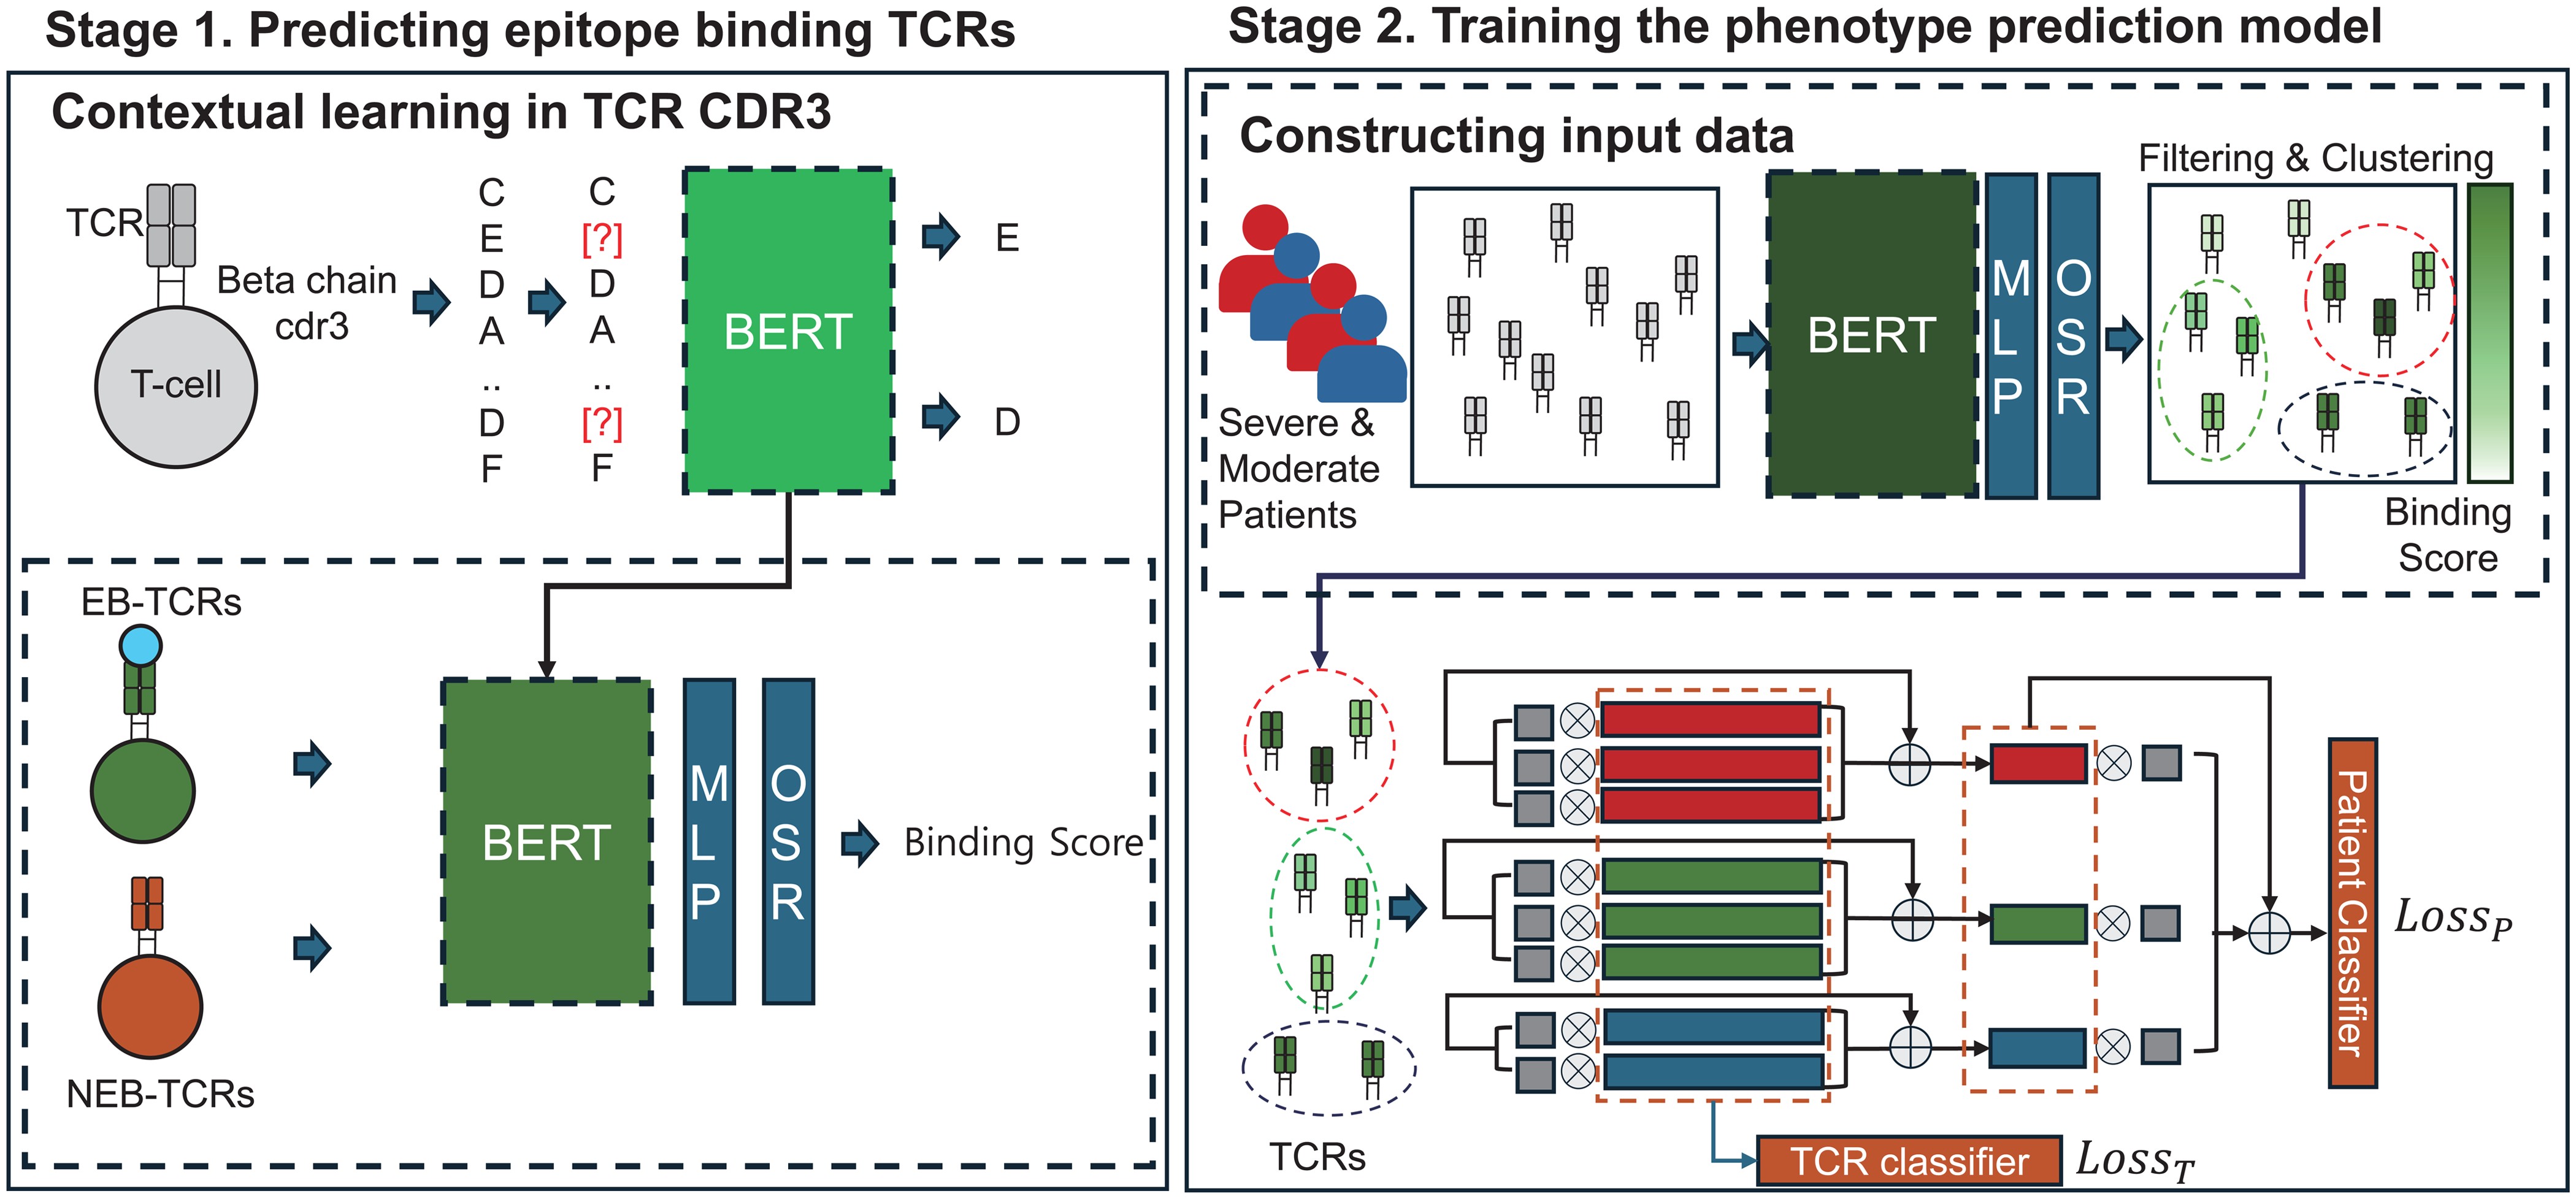 Stage 1. Predicting epitope binding TCRs
Contextual learning in TCR CDR3
TCR
T-cell
Beta chain
cdr3
C
E
D
A
..
D
F
C
[?]
D
A
..
[?]
F
BERT
E
D
EB-TCRs
NEB-TCRs
BERT
MLP
OSR
Binding Score
Stage 2. Training the phenotype prediction model
Constructing input data
Severe &
Moderate
Patients
BERT
MLP
OSR
Filtering & Clustering
Binding
Score
TCRs
Patient Classifier
Loss_P
TCR classifier
Loss_T